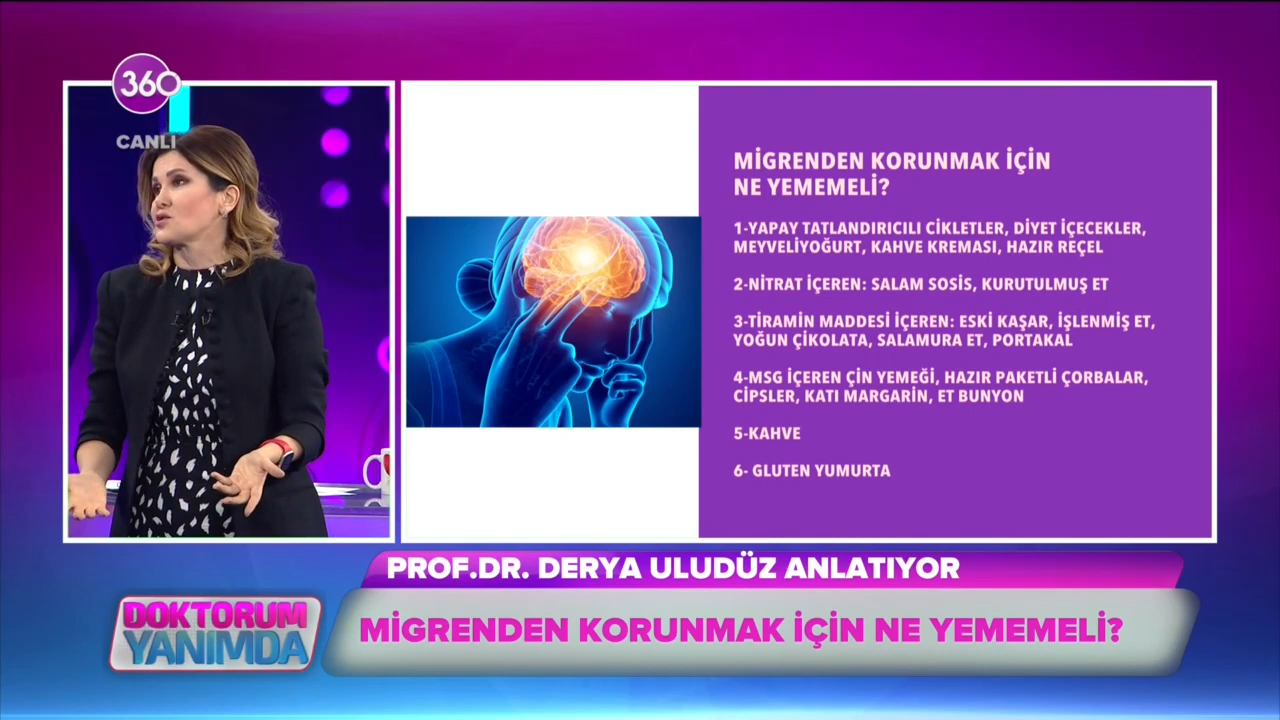 360
CANLI
MİGRENDEN KORUNMAK İÇİN
NE YEMEMELİ?
1-YAPAY TATLANDIRICILI CİKLETLER, DİYET İÇECEKLER,
MEYVELİYOĞURT, KAHVE KREMASI, HAZIR REÇEL
2-NİTRAT İÇEREN: SALAM SOSİS, KURUTULMUŞ ET
3-TİRAMİN MADDESİ İÇEREN: ESKİ KAŞAR, İŞLENMİŞ ET,
YOĞUN ÇİKOLATA, SALAMURA ET, PORTAKAL
4-MSG İÇEREN ÇİN YEMEĞİ, HAZIR PAKETLİ ÇORBALAR,
CİPSLER, KATI MARGARİN, ET BUNYON
5-KAHVE
6- GLUTEN YUMURTA
PROF.DR. DERYA ULUDÜZ ANLATIYOR
DOKTORUM
YANIMDA
MİGRENDEN KORUNMAK İÇİN NE YEMEMELİ?